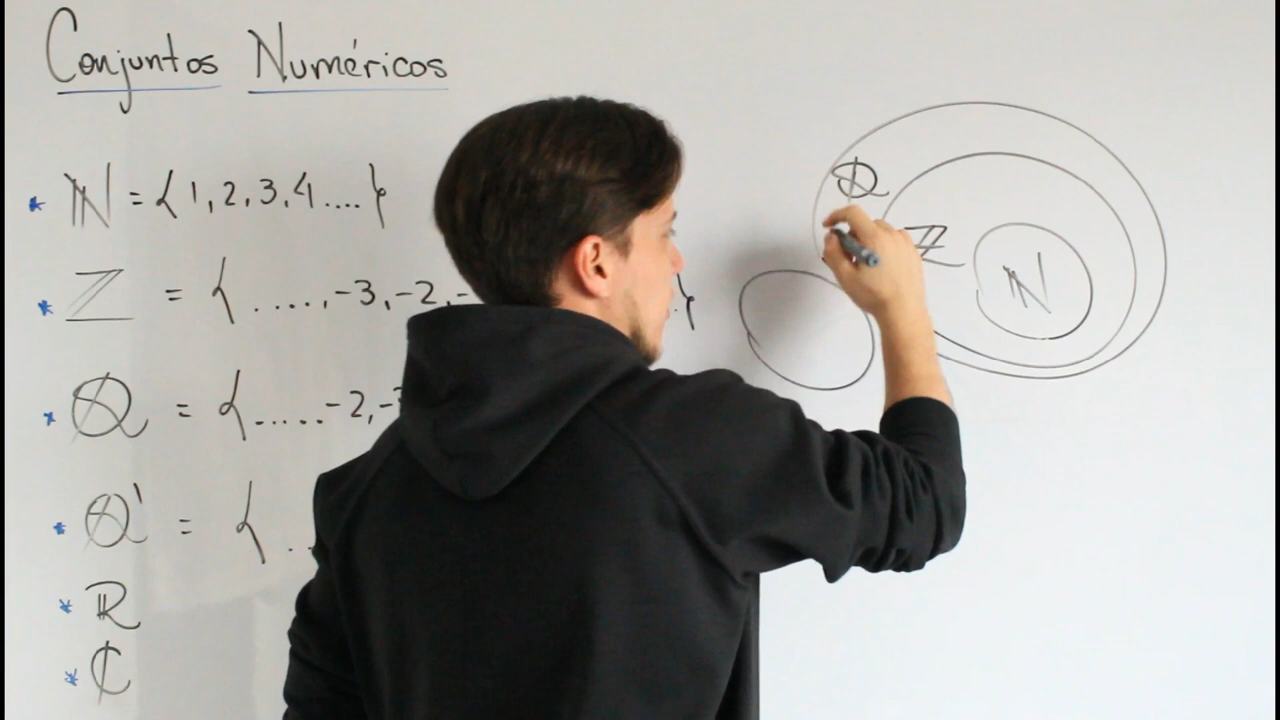 Conjuntos Numéricos
* ℕ = { 1, 2, 3, 4 .... }
* ℤ = { ....., -3, -2, - }
* ℚ = { ..... -2, -
* ℚ' = { ..
* ℝ
* ℂ
ℚ
ℤ
ℕ